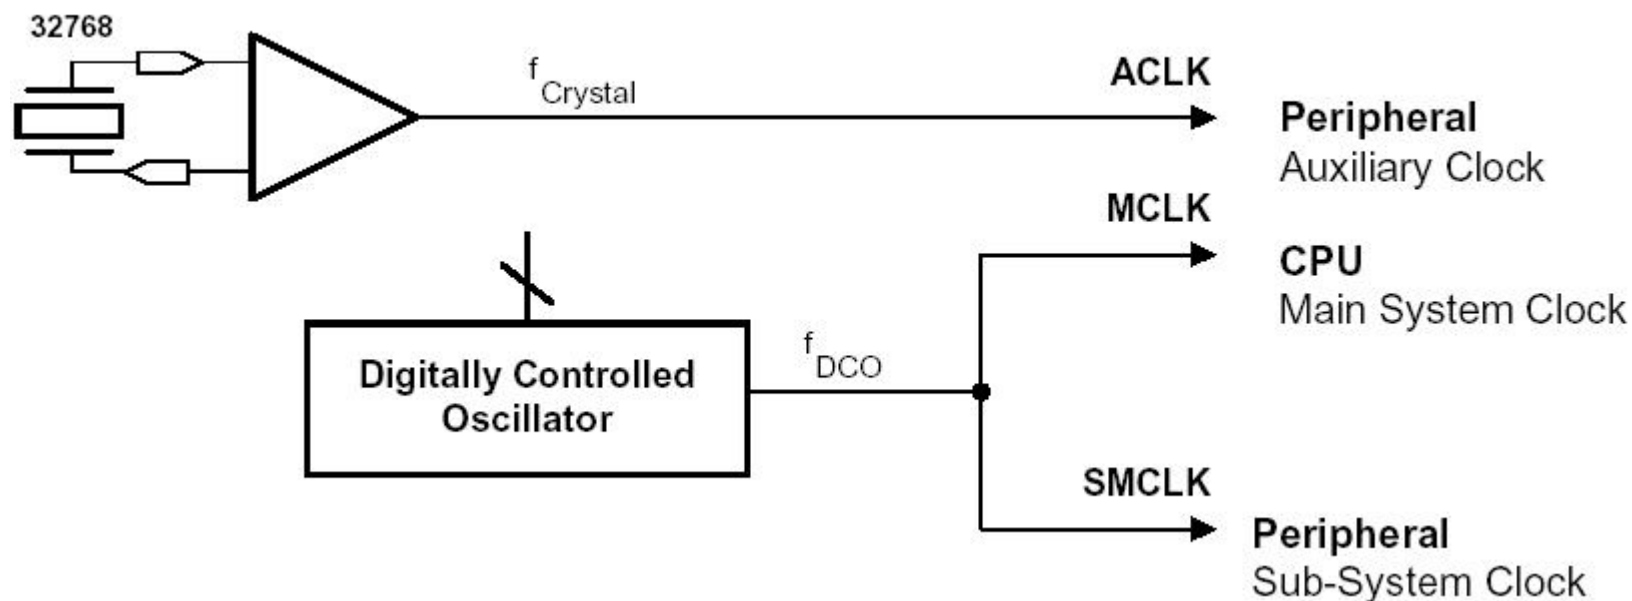 32768
f Crystal
ACLK
Peripheral
Auxiliary Clock
MCLK
CPU
Main System Clock
Digitally Controlled
Oscillator
f DCO
SMCLK
Peripheral
Sub-System Clock